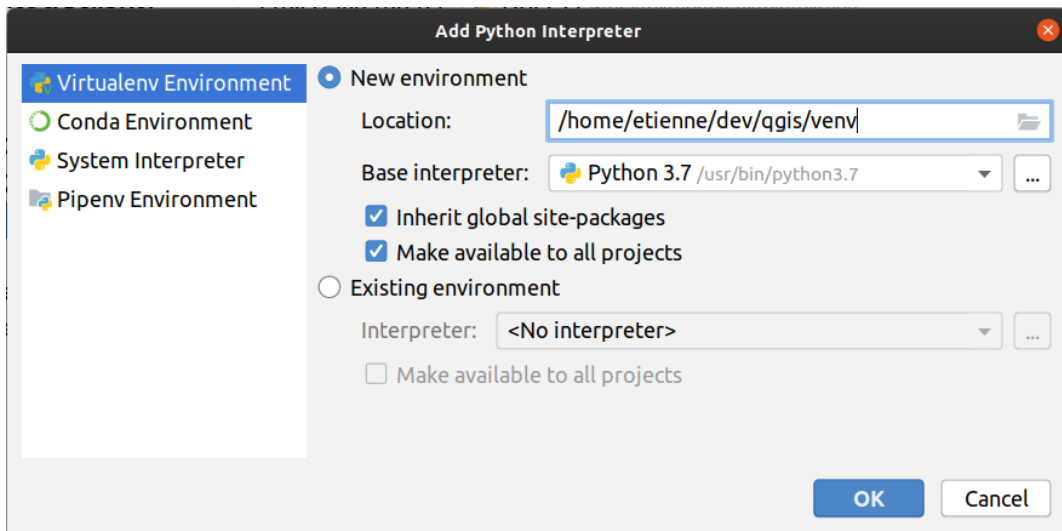 Add Python Interpreter
Virtualenv Environment
Conda Environment
System Interpreter
Pipenv Environment
New environment
Location: /home/etienne/dev/qgis/venv
Base interpreter: Python 3.7 /usr/bin/python3.7 ...
Inherit global site-packages
Make available to all projects
Existing environment
Interpreter: <No interpreter> ...
Make available to all projects
OK Cancel